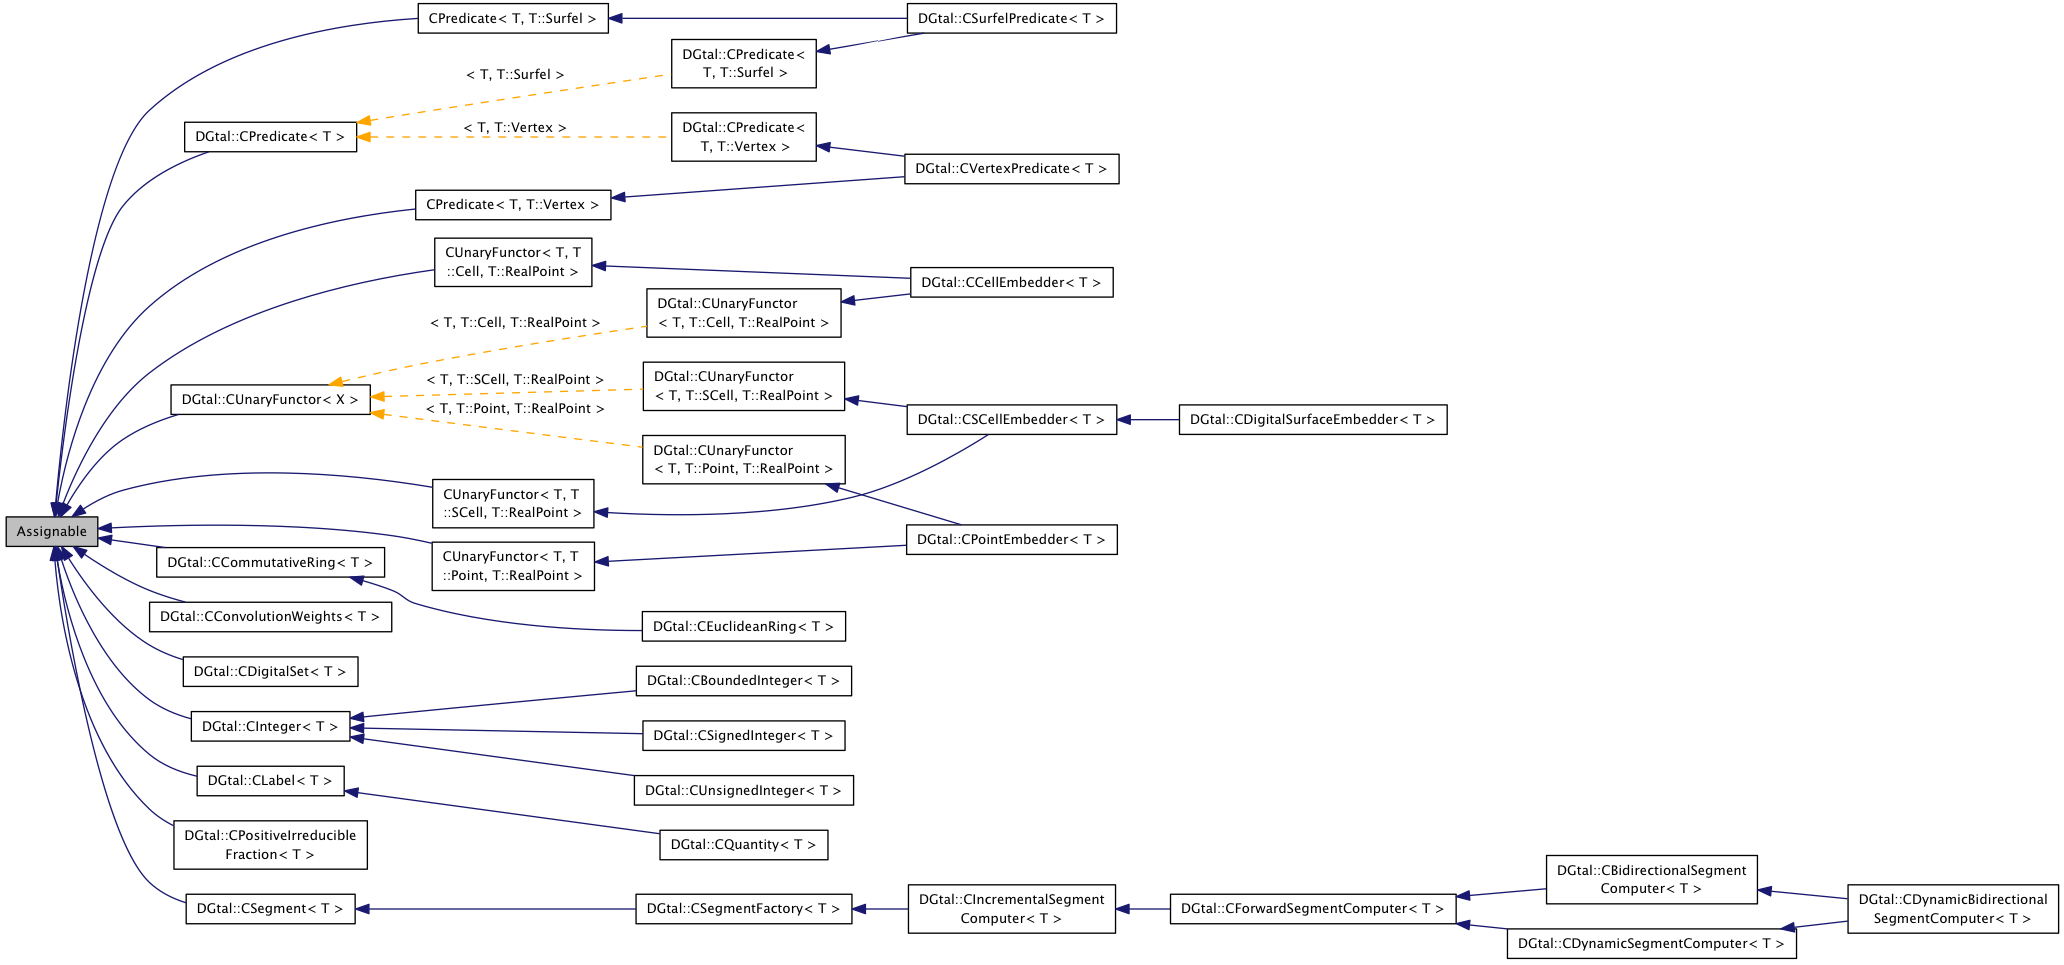 CPredicate< T, T::Surfel >
DGtal::CSurfelPredicate< T >
DGtal::CPredicate<
T, T::Surfel >
< T, T::Surfel >
DGtal::CPredicate< T >
< T, T::Vertex >
DGtal::CPredicate<
T, T::Vertex >
DGtal::CVertexPredicate< T >
CPredicate< T, T::Vertex >
CUnaryFunctor< T, T
::Cell, T::RealPoint >
DGtal::CCellEmbedder< T >
DGtal::CUnaryFunctor
< T, T::Cell, T::RealPoint >
< T, T::Cell, T::RealPoint >
DGtal::CUnaryFunctor< X >
< T, T::SCell, T::RealPoint >
DGtal::CUnaryFunctor
< T, T::SCell, T::RealPoint >
< T, T::Point, T::RealPoint >
DGtal::CSCellEmbedder< T >
DGtal::CDigitalSurfaceEmbedder< T >
DGtal::CUnaryFunctor
< T, T::Point, T::RealPoint >
CUnaryFunctor< T, T
::SCell, T::RealPoint >
Assignable
DGtal::CPointEmbedder< T >
CUnaryFunctor< T, T
::Point, T::RealPoint >
DGtal::CCommutativeRing< T >
DGtal::CConvolutionWeights< T >
DGtal::CEuclideanRing< T >
DGtal::CDigitalSet< T >
DGtal::CBoundedInteger< T >
DGtal::CInteger< T >
DGtal::CSignedInteger< T >
DGtal::CLabel< T >
DGtal::CUnsignedInteger< T >
DGtal::CPositiveIrreducible
Fraction< T >
DGtal::CQuantity< T >
DGtal::CSegment< T >
DGtal::CSegmentFactory< T >
DGtal::CIncrementalSegment
Computer< T >
DGtal::CForwardSegmentComputer< T >
DGtal::CBidirectionalSegment
Computer< T >
DGtal::CDynamicSegmentComputer< T >
DGtal::CDynamicBidirectional
SegmentComputer< T >